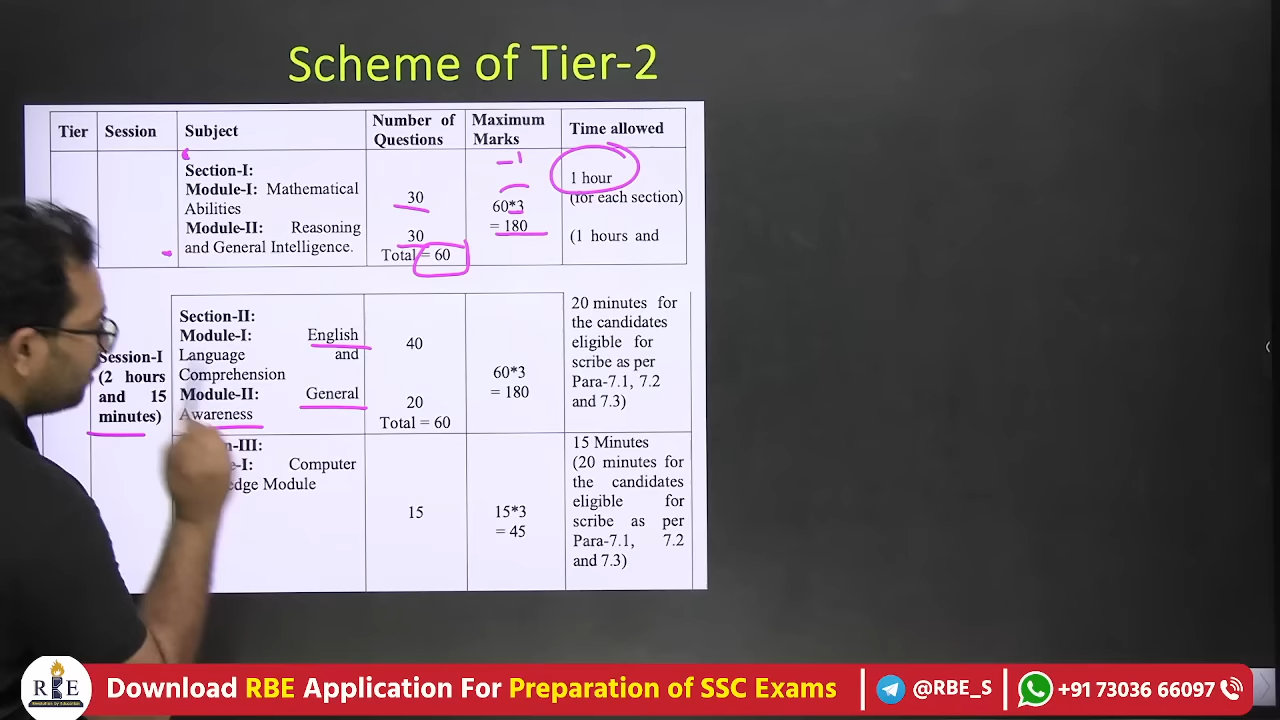 Scheme of Tier-2
Tier Session Subject Number of Questions Maximum Marks Time allowed
Section-I:
Module-I: Mathematical
Abilities
Module-II: Reasoning
and General Intelligence.
30
30
Total = 60
-1
60*3
= 180
1 hour
(for each section)
(1 hours and
Session-I
(2 hours
and 15
minutes)
Section-II:
Module-I: English
Language and
Comprehension
Module-II: General
Awareness
40
20
Total = 60
60*3
= 180
20 minutes for
the candidates
eligible for
scribe as per
Para-7.1, 7.2
and 7.3)
n-III:
e-I: Computer
edge Module
15
15*3
= 45
15 Minutes
(20 minutes for
the candidates
eligible for
scribe as per
Para-7.1, 7.2
and 7.3)
RBE
Revolution by Education
Download RBE Application For Preparation of SSC Exams
@RBE_S
+91 73036 66097